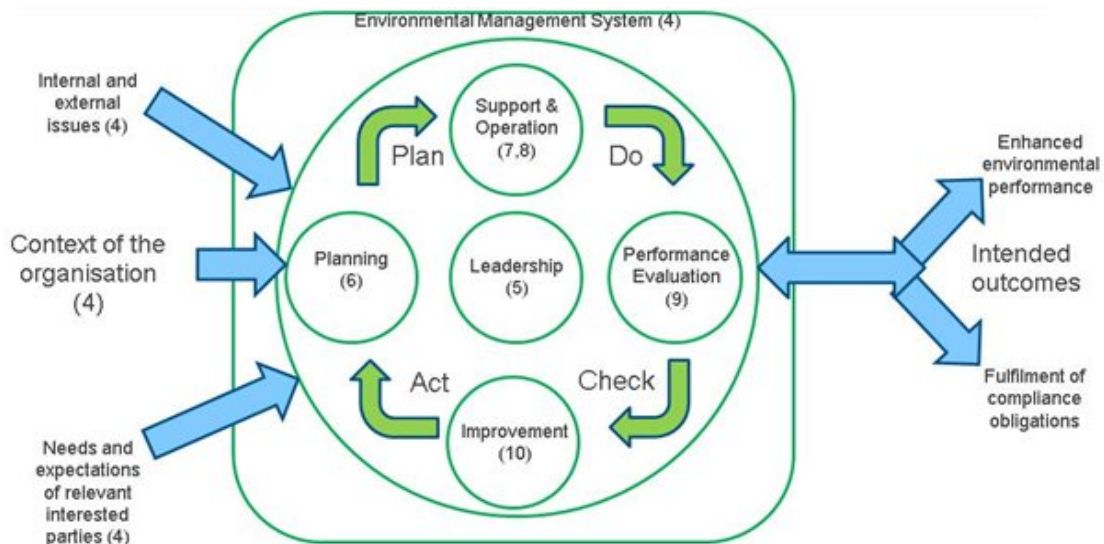 Environmental Management System (4)
Internal and
external
issues (4)
Context of the
organisation
(4)
Needs and
expectations
of relevant
interested
parties (4)
Plan
Support &
Operation
(7,8)
Do
Planning
(6)
Leadership
(5)
Performance
Evaluation
(9)
Act
Improvement
(10)
Check
Enhanced
environmental
performance
Intended
outcomes
Fulfilment of
compliance
obligations